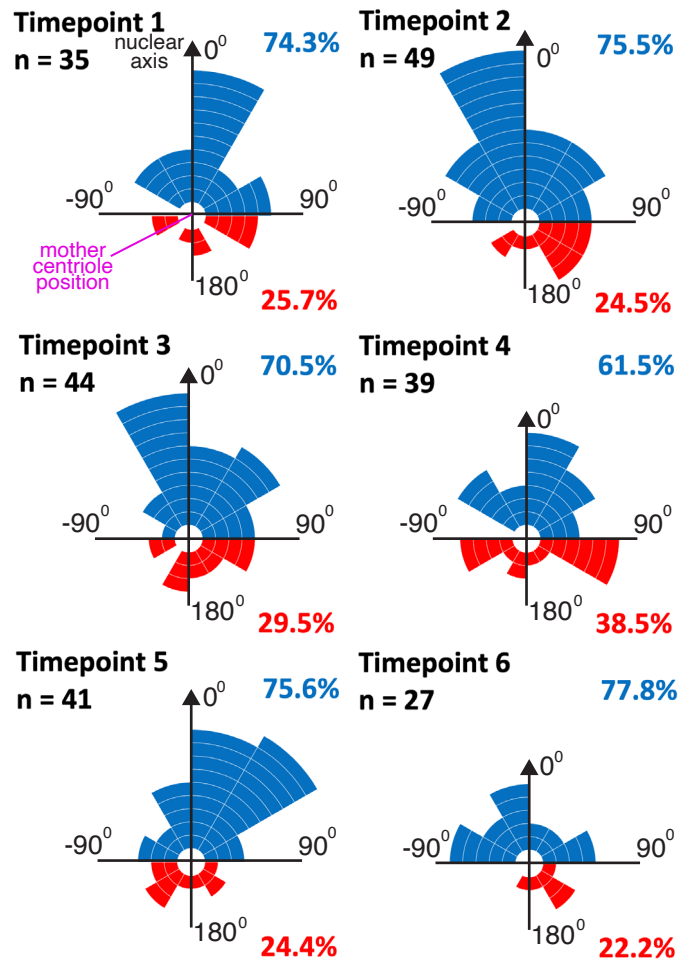 Timepoint 1
n = 35
nuclear
axis
0⁰
74.3%
-90⁰
90⁰
mother
centriole
position
180⁰
25.7%
Timepoint 2
n = 49
0⁰
75.5%
-90⁰
90⁰
180⁰
24.5%
Timepoint 3
n = 44
0⁰
70.5%
-90⁰
90⁰
180⁰
29.5%
Timepoint 4
n = 39
0⁰
61.5%
-90⁰
90⁰
180⁰
38.5%
Timepoint 5
n = 41
0⁰
75.6%
-90⁰
90⁰
180⁰
24.4%
Timepoint 6
n = 27
0⁰
77.8%
-90⁰
90⁰
180⁰
22.2%